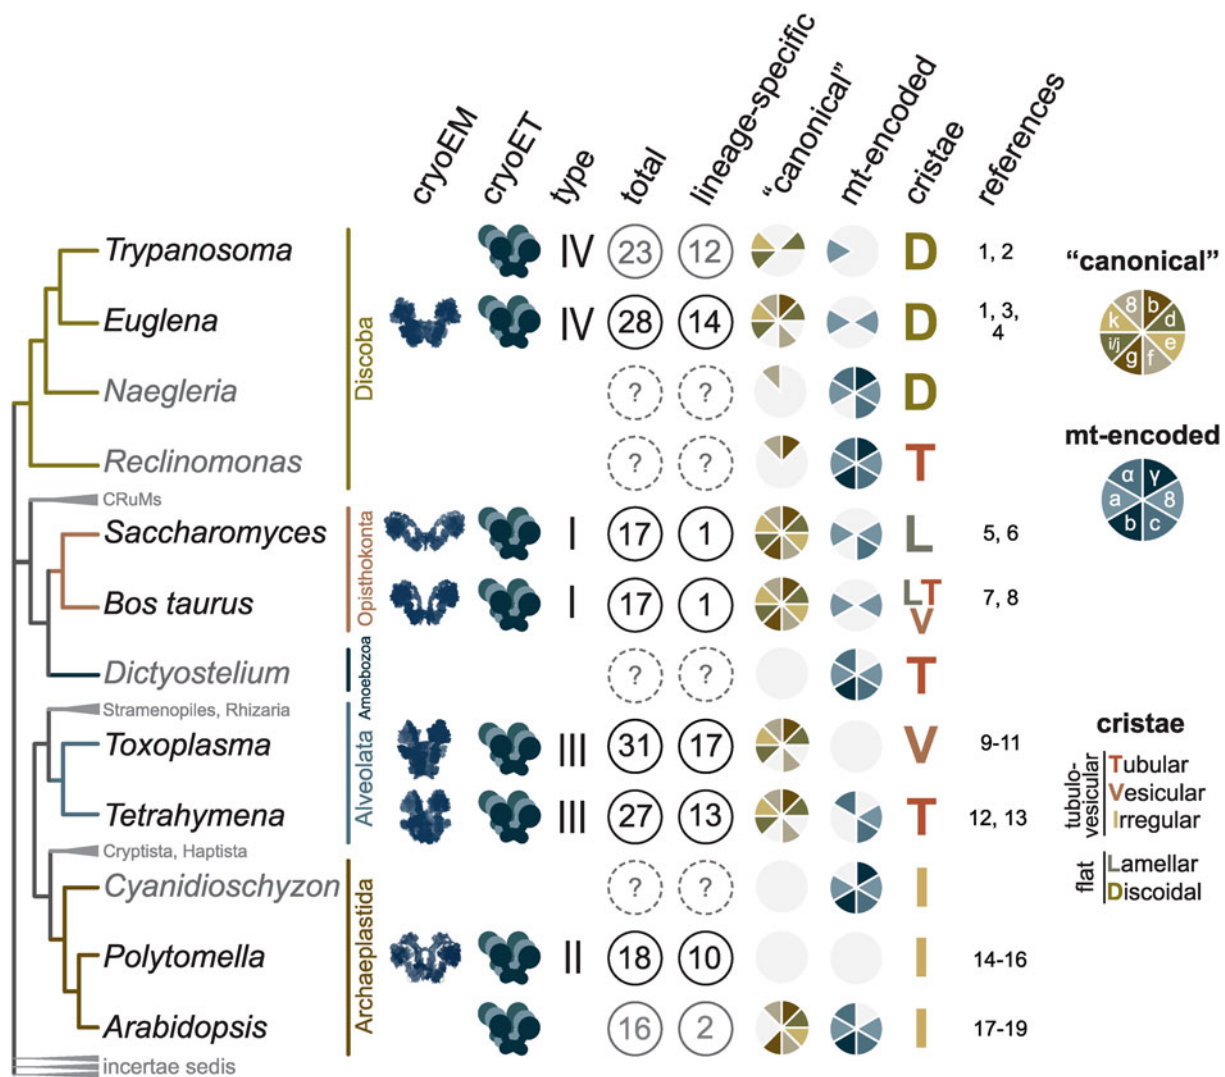 cryoEM
cryoET
type
total
lineage-specific
“canonical”
mt-encoded
cristae
references
Discoba
Trypanosoma IV 23 12 D 1, 2
Euglena IV 28 14 D 1, 3,
4
Naegleria ? ? D
Reclinomonas ? ? T
CRuMs
Opisthokonta
Saccharomyces I 17 1 L 5, 6
Bos taurus I 17 1 LT 7, 8
V
Amoebozoa
Dictyostelium ? ? T
Stramenopiles, Rhizaria
Alveolata
Toxoplasma III 31 17 V 9-11
Tetrahymena III 27 13 T 12, 13
Cryptista, Haptista
Archaeplastida
Cyanidioschyzon ? ? I
Polytomella II 18 10 I 14-16
Arabidopsis 16 2 I 17-19
incertae sedis
“canonical”
8 b
k d
i/j e
g f
mt-encoded
α γ
a 8
b c
cristae
tubulo-
vesicular
Tubular
Vesicular
Irregular
flat
Lamellar
Discoidal